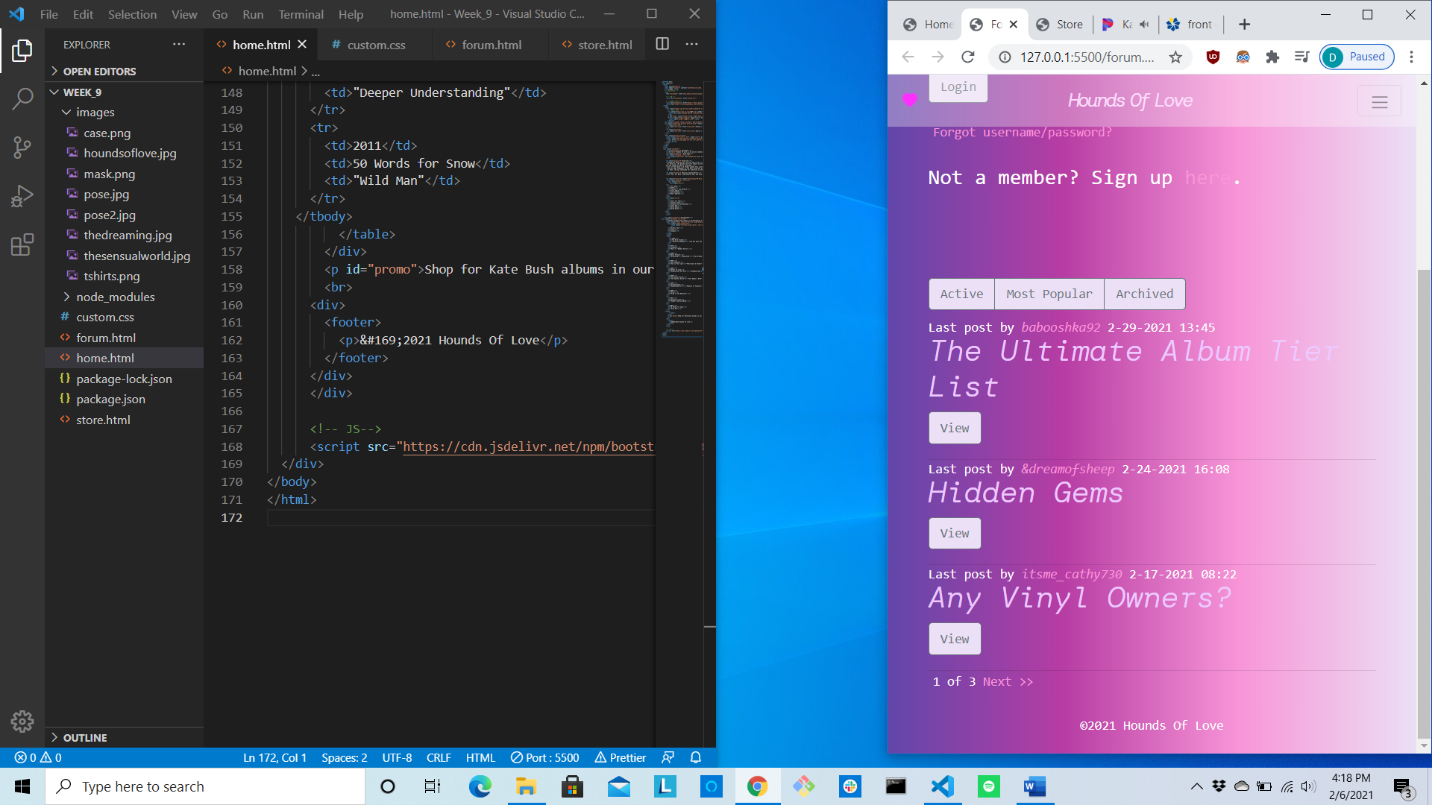 File Edit Selection View Go Run Terminal Help home.html - Week_9 - Visual Studio C...
EXPLORER
OPEN EDITORS
WEEK_9
images
case.png
houndsoflove.jpg
mask.png
pose.jpg
pose2.jpg
thedreaming.jpg
thesensualworld.jpg
tshirts.png
node_modules
custom.css
forum.html
home.html
package-lock.json
package.json
store.html
OUTLINE
home.html custom.css forum.html store.html
home.html > ...
148 <td>"Deeper Understanding"</td>
149 </tr>
150 <tr>
151 <td>2011</td>
152 <td>50 Words for Snow</td>
153 <td>"Wild Man"</td>
154 </tr>
155 </tbody>
156 </table>
157 </div>
158 <p id="promo">Shop for Kate Bush albums in our
159 <br>
160 <div>
161 <footer>
162 <p>&#169;2021 Hounds Of Love</p>
163 </footer>
164 </div>
165 </div>
166
167 <!-- JS-->
168 <script src="https://cdn.jsdelivr.net/npm/bootst
169 </div>
170 </body>
171 </html>
172
0 0 Ln 172, Col 1 Spaces: 2 UTF-8 CRLF HTML Port : 5500 Prettier
Home Fc Store Ka front
127.0.0.1:5500/forum.... D Paused
Login
Hounds Of Love
Forgot username/password?
Not a member? Sign up here.
Active Most Popular Archived
Last post by babooshka92 2-29-2021 13:45
The Ultimate Album Tier
List
View
Last post by &dreamofsheep 2-24-2021 16:08
Hidden Gems
View
Last post by itsme_cathy730 2-17-2021 08:22
Any Vinyl Owners?
View
1 of 3 Next >>
©2021 Hounds Of Love
Type here to search
4:18 PM
2/6/2021
3